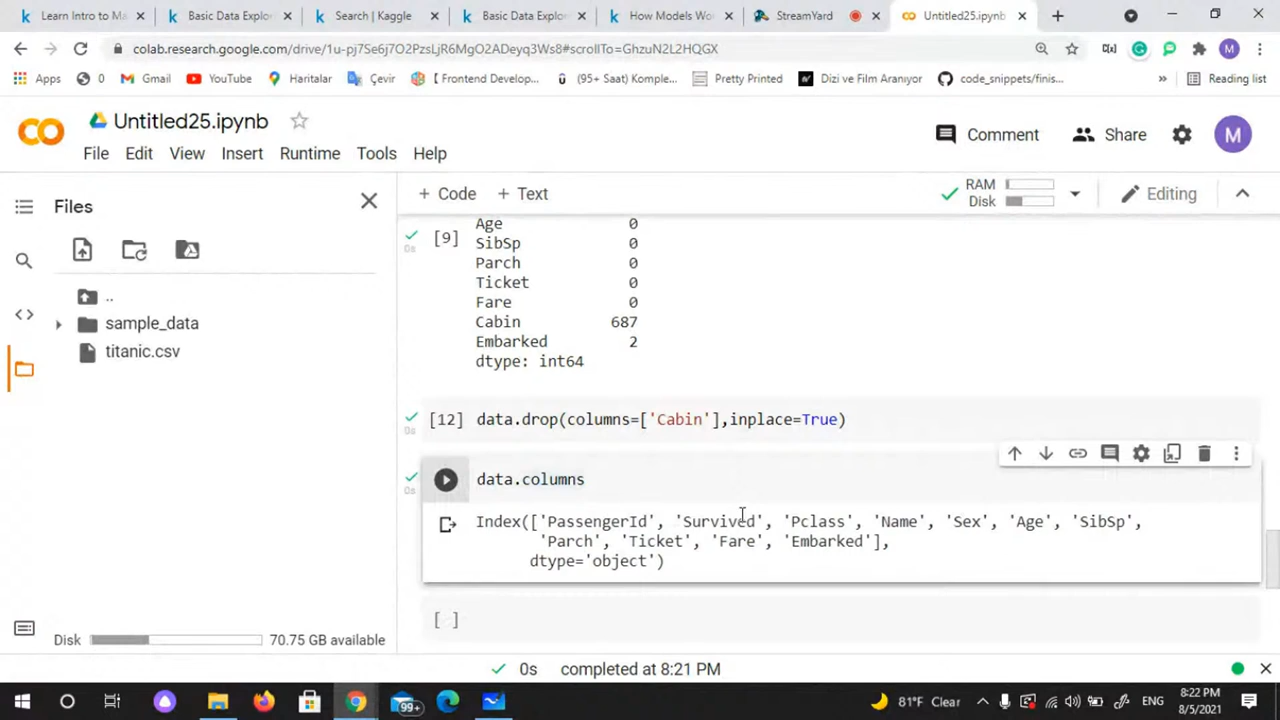 Learn Intro to Ma
Basic Data Explor
Search | Kaggle
Basic Data Explor
How Models Wo
StreamYard
Untitled25.ipynb
colab.research.google.com/drive/1u-pj7Se6j7O2PzsLjR6MgO2ADeyq3Ws8#scrollTo=GhzuN2L2HQGX
Apps
0
Gmail
YouTube
Haritalar
Çevir
[ Frontend Develop...
(95+ Saat) Komple...
Pretty Printed
Dizi ve Film Aranıyor
code_snippets/finis...
»
Reading list
Untitled25.ipynb
Comment
Share
M
File Edit View Insert Runtime Tools Help
Files
+ Code + Text
RAM
Disk
Editing
..
sample_data
titanic.csv
[9]
Age 0
SibSp 0
Parch 0
Ticket 0
Fare 0
Cabin 687
Embarked 2
dtype: int64
[12] data.drop(columns=['Cabin'],inplace=True)
0s
data.columns
0s
Index(['PassengerId', 'Survived', 'Pclass', 'Name', 'Sex', 'Age', 'SibSp',
'Parch', 'Ticket', 'Fare', 'Embarked'],
dtype='object')
[ ]
Disk 70.75 GB available
0s completed at 8:21 PM
99+
81°F Clear
ENG
8:22 PM
8/5/2021